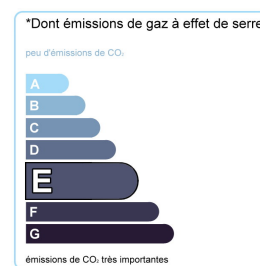 *Dont émissions de gaz à effet de serre
peu d'émissions de CO₂
A
B
C
D
E
F
G
émissions de CO₂ très importantes